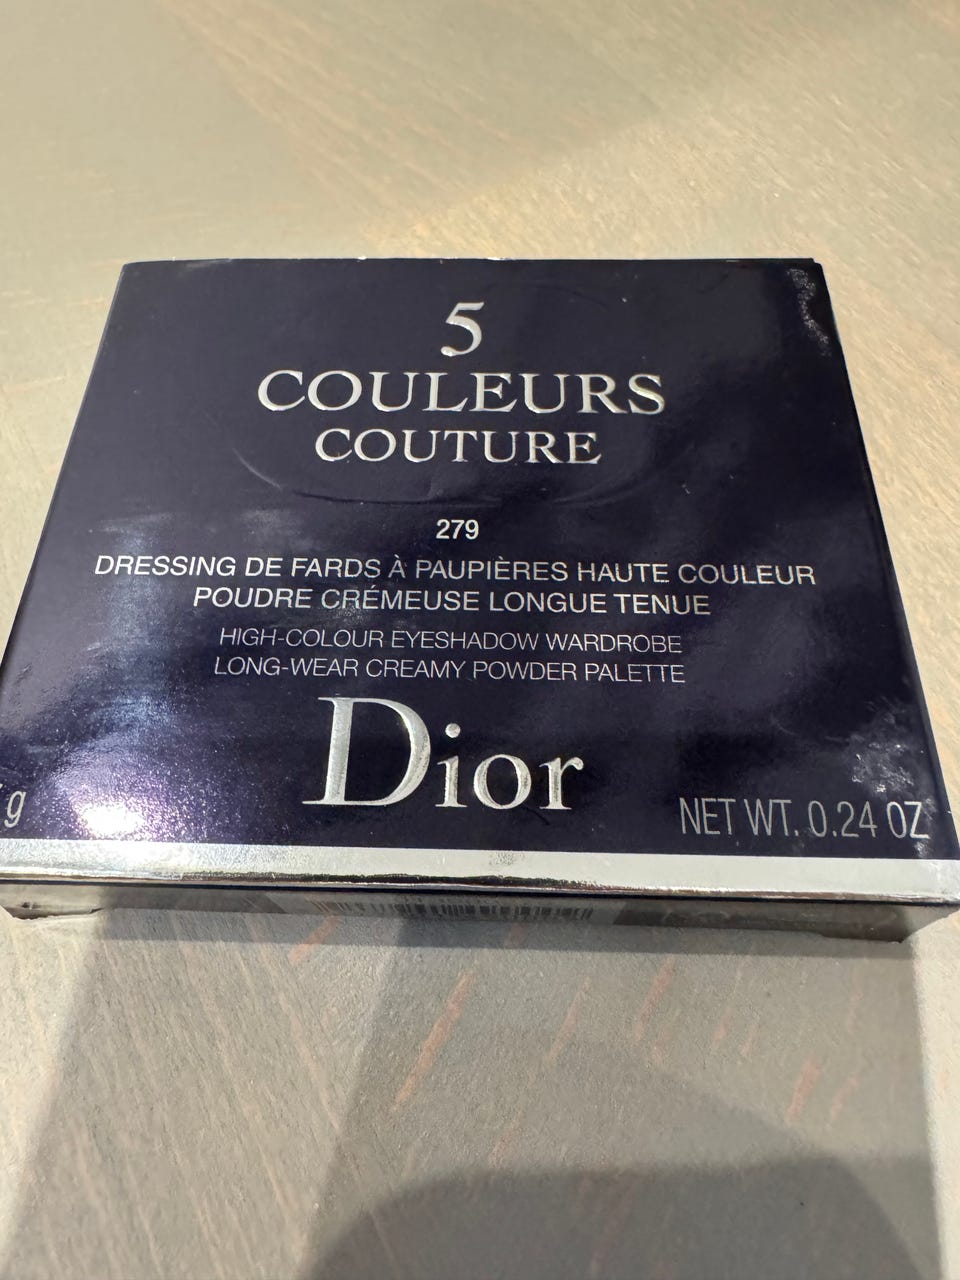 5
COULEURS
COUTURE
279
DRESSING DE FARDS À PAUPIÈRES HAUTE COULEUR
POUDRE CRÉMEUSE LONGUE TENUE
HIGH-COLOUR EYESHADOW WARDROBE
LONG-WEAR CREAMY POWDER PALETTE
Dior
g NET WT. 0.24 OZ